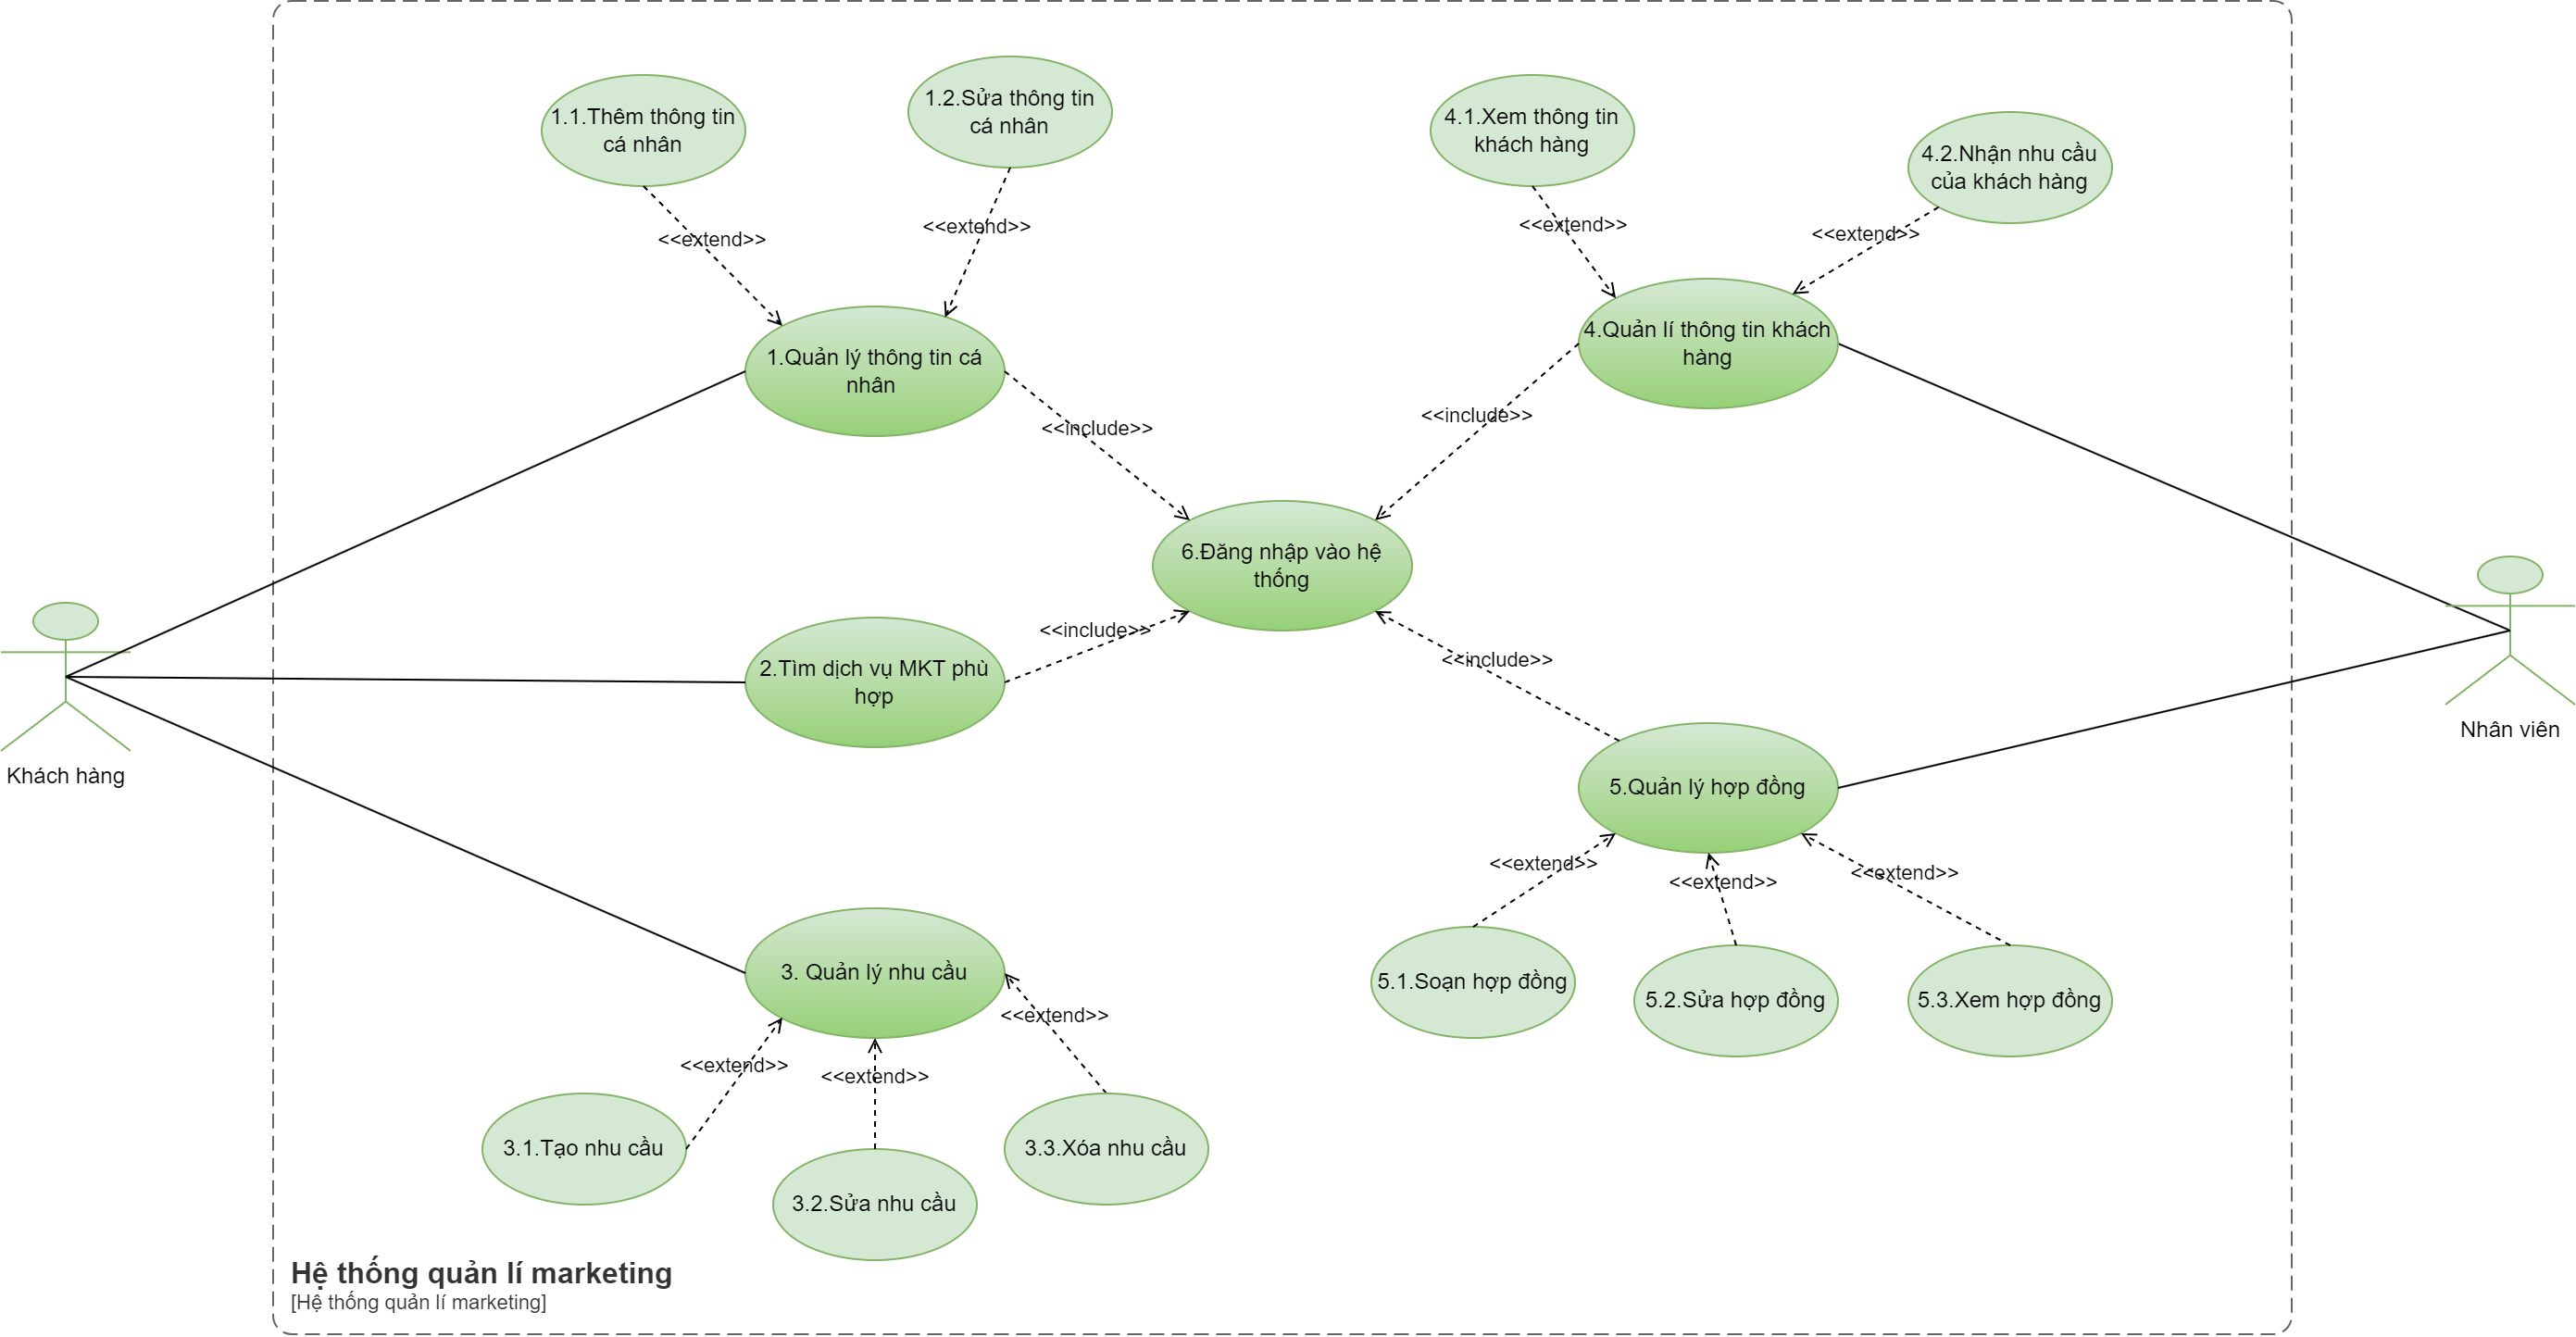 1.1.Thêm thông tin
cá nhân
1.2.Sửa thông tin
cá nhân
4.1.Xem thông tin
khách hàng
4.2.Nhận nhu cầu
của khách hàng
<<extend>>
<<extend>>
<<extend>>
<<extend>>
1.Quản lý thông tin cá
nhân
4.Quản lí thông tin khách
hàng
<<include>>
<<include>>
6.Đăng nhập vào hệ
thống
<<include>>
<<include>>
2.Tìm dịch vụ MKT phù
hợp
Khách hàng
Nhân viên
5.Quản lý hợp đồng
<<extend>>
<<extend>>
<<extend>>
3. Quản lý nhu cầu
5.1.Soạn hợp đồng
5.2.Sửa hợp đồng
5.3.Xem hợp đồng
<<extend>>
<<extend>>
<<extend>>
3.1.Tạo nhu cầu
3.2.Sửa nhu cầu
3.3.Xóa nhu cầu
Hệ thống quản lí marketing
[Hệ thống quản lí marketing]